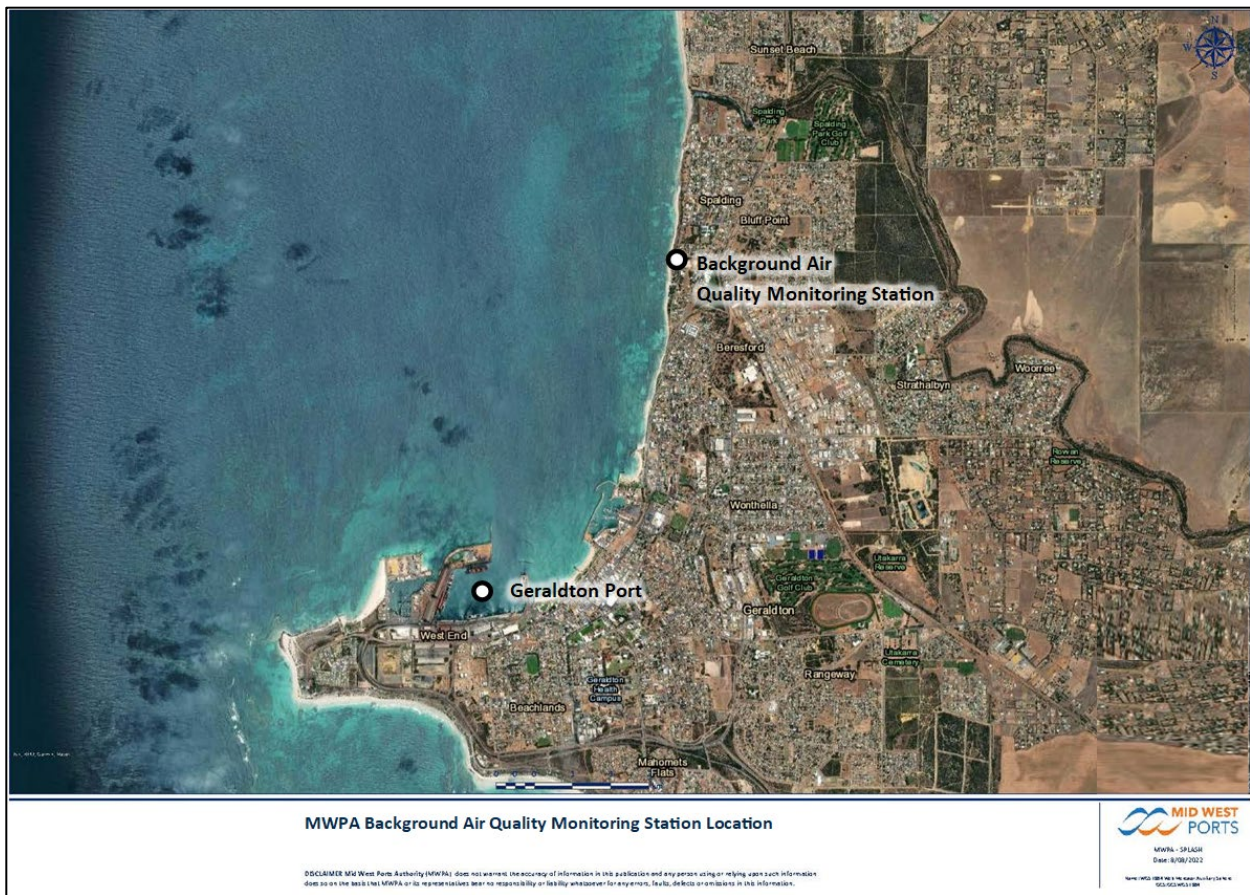 N
W
S
Sunset Beach
Spalding
Park
Spalding
Park Golf
Club
Spalding
Bluff Point
Background Air
Quality Monitoring Station
Beresford
Strathalbyn
Woorree
Rowan
Reserve
Wonthella
Utakarra
Reserve
Geraldton
Golf Club
Geraldton Port
Geraldton
West End
Utakarra
Cemetery
Rangeway
Geraldton
Health
Campus
Beachlands
Mahomets
Flats
MWPA Background Air Quality Monitoring Station Location
MID WEST
PORTS
MWPA - SPLASH
Date: 8/08/2022
DISCLAIMER Mid West Ports Authority (MWPA) does not warrant the accuracy of information in this publication and any person using or relying upon such information
does so on the basis that MWPA or its representatives bear no responsibility or liability whatsoever for any errors, faults, defects or omissions in this information.